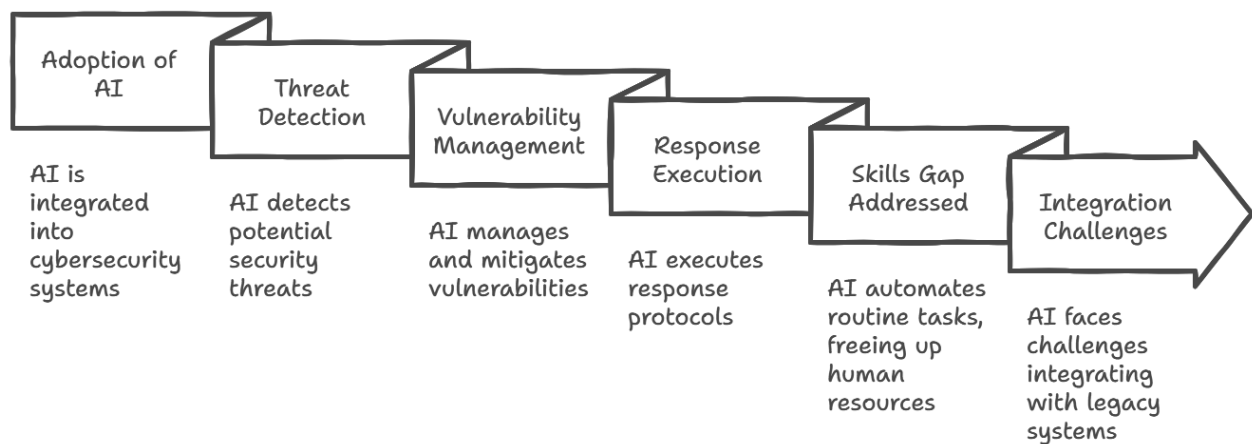 Adoption of
AI
AI is
integrated
into
cybersecurity
systems
Threat
Detection
AI detects
potential
security
threats
Vulnerability
Management
AI manages
and mitigates
vulnerabilities
Response
Execution
AI executes
response
protocols
Skills Gap
Addressed
AI automates
routine tasks,
freeing up
human
resources
Integration
Challenges
AI faces
challenges
integrating
with legacy
systems